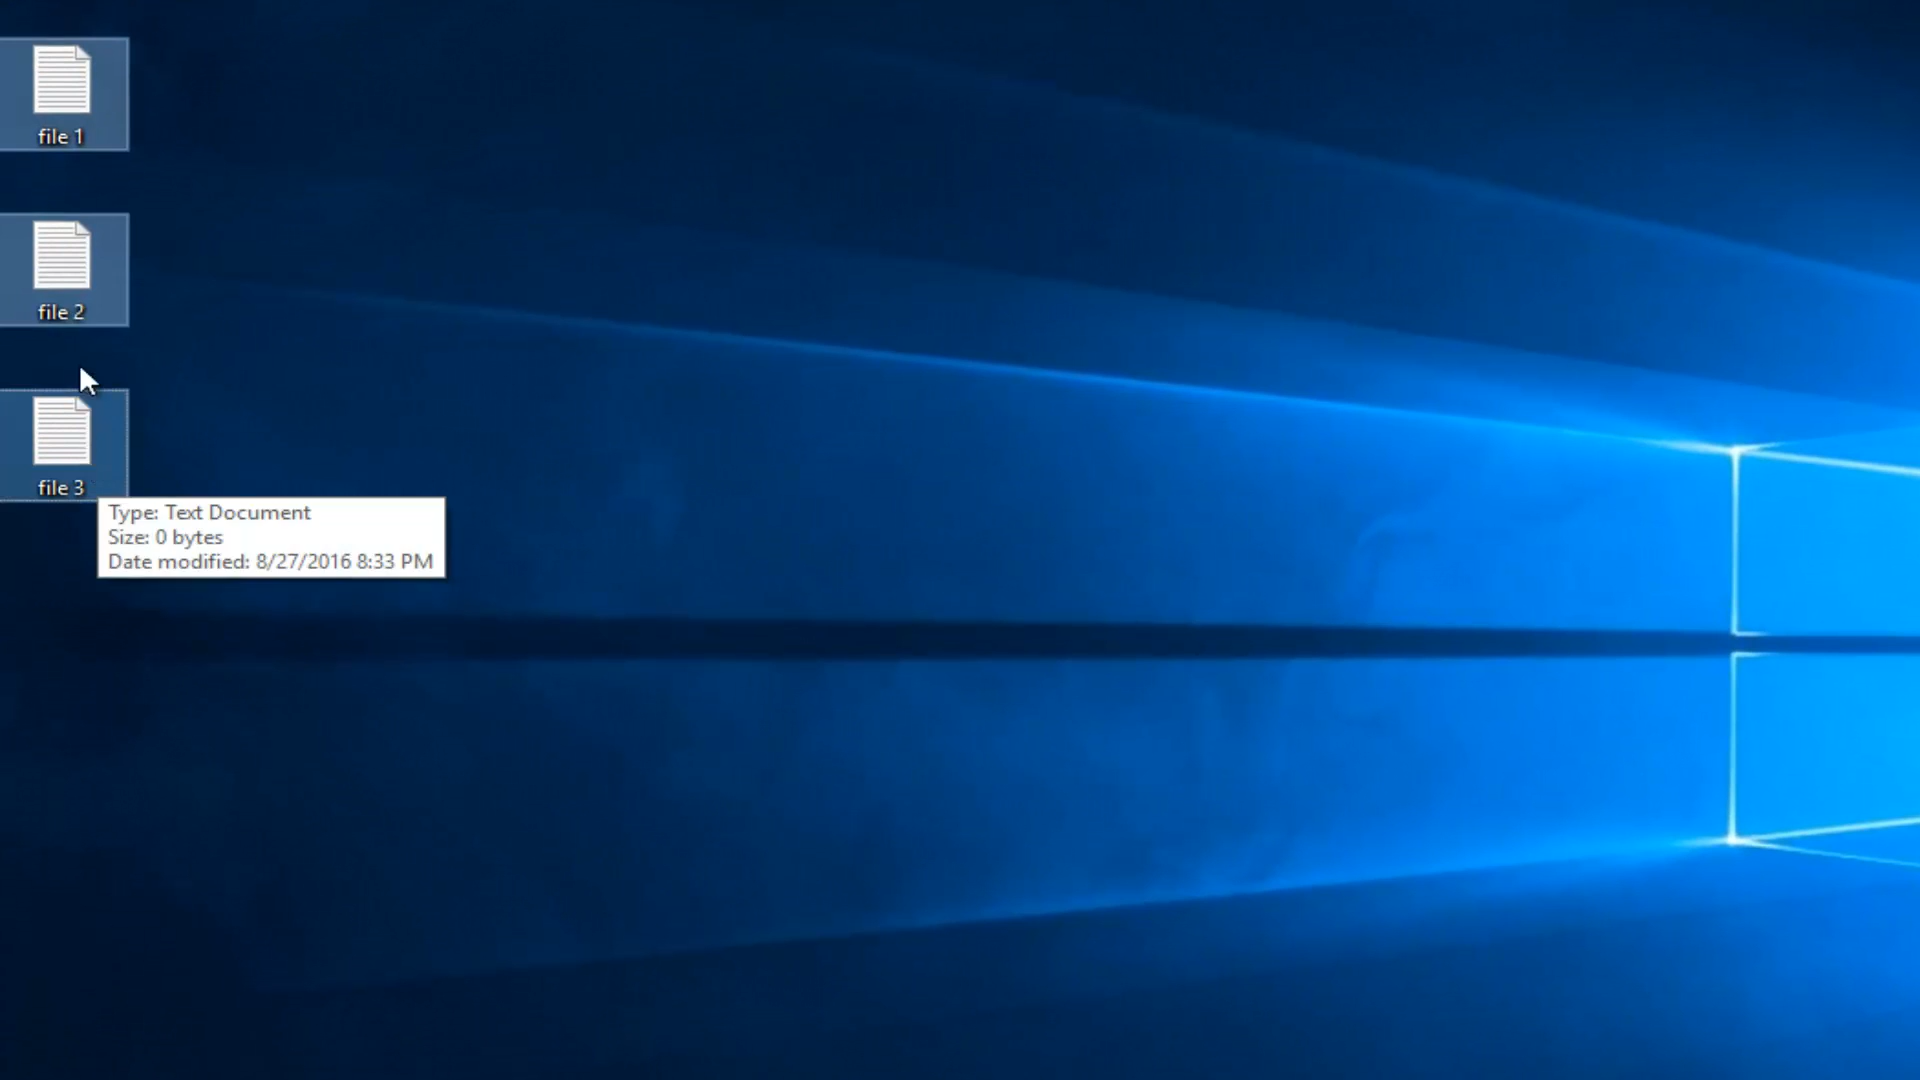 file 1
file 2
file 3
Type: Text Document
Size: 0 bytes
Date modified: 8/27/2016 8:33 PM